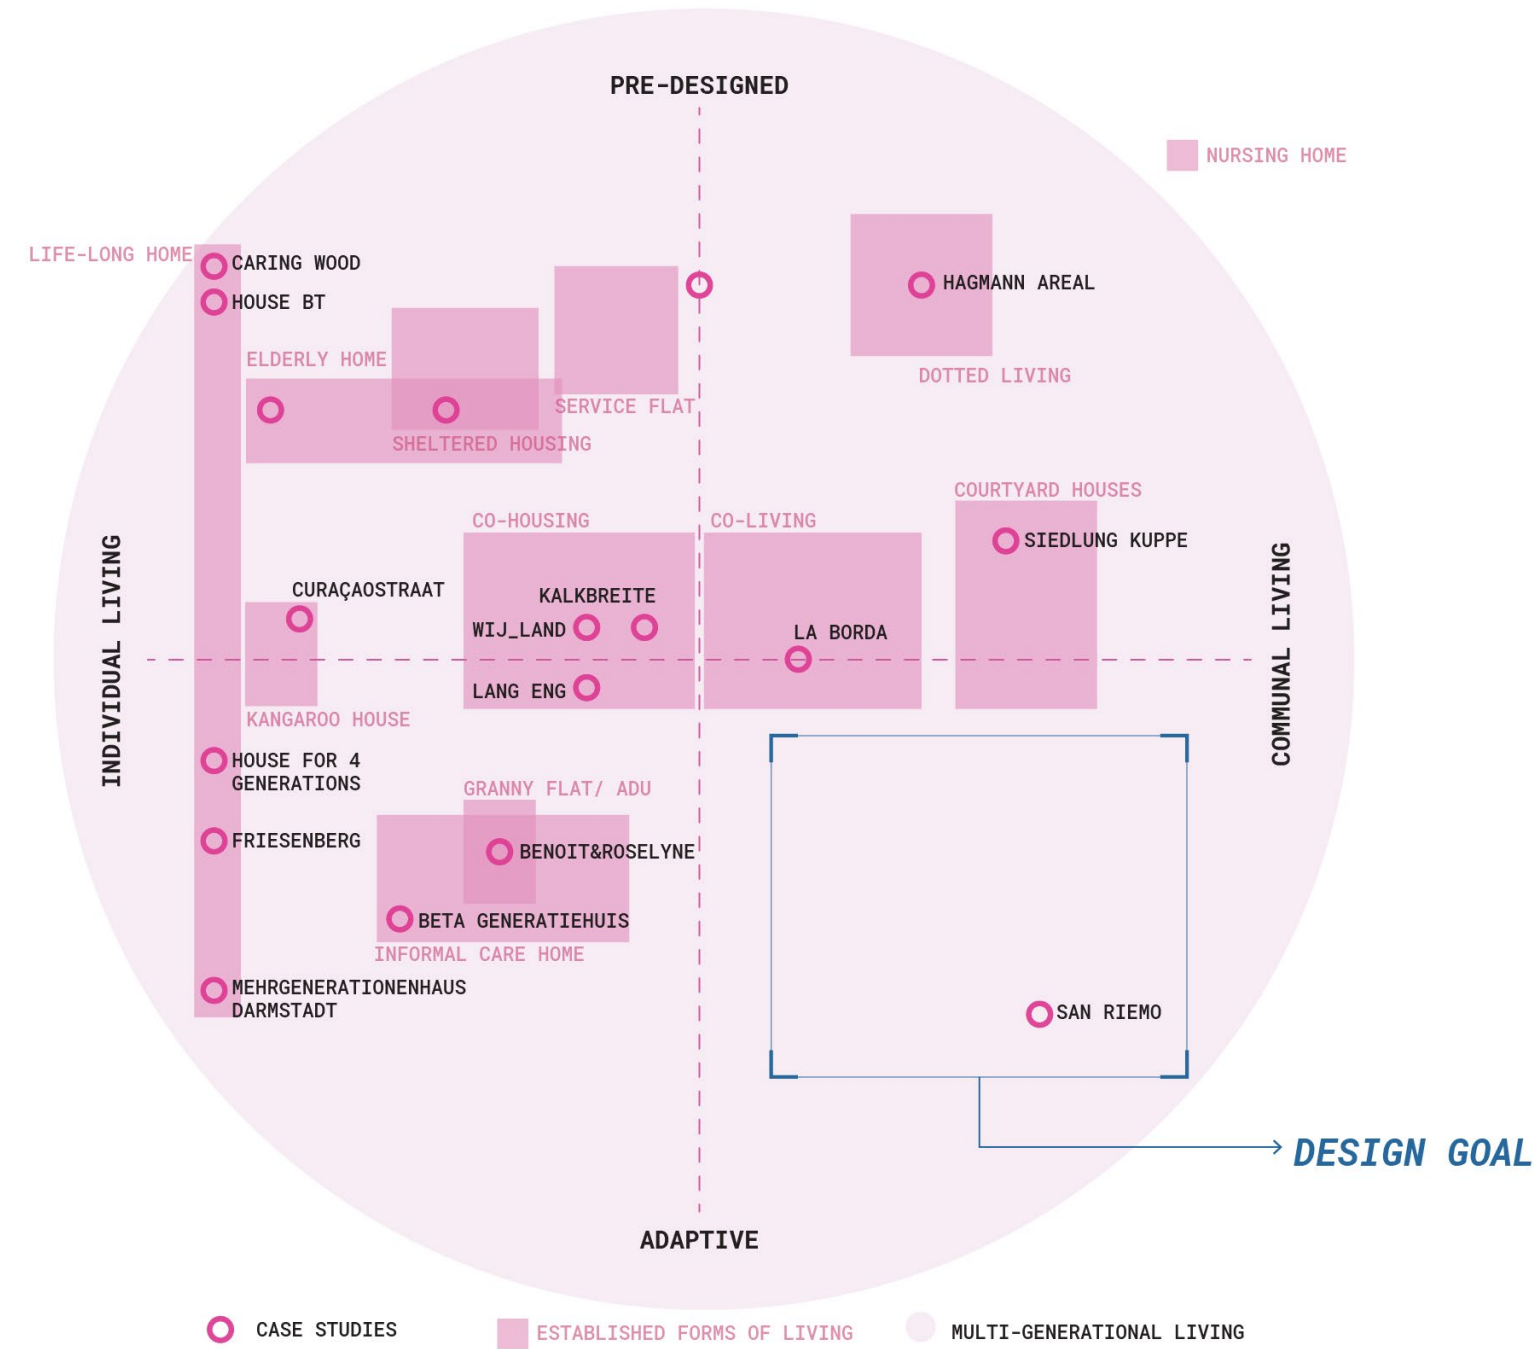 PRE-DESIGNED
NURSING HOME
LIFE-LONG HOME
CARING WOOD
HOUSE BT
HAGMANN AREAL
ELDERLY HOME
DOTTED LIVING
SERVICE FLAT
SHELTERED HOUSING
COURTYARD HOUSES
CO-HOUSING
CO-LIVING
SIEDLUNG KUPPE
INDIVIDUAL LIVING
COMMUNAL LIVING
CURAÇAOSTRAAT
KALKBREITE
WIJ_LAND
LA BORDA
LANG ENG
KANGAROO HOUSE
HOUSE FOR 4
GENERATIONS
GRANNY FLAT/ ADU
FRIESENBERG
BENOIT&ROSELYNE
BETA GENERATIEHUIS
INFORMAL CARE HOME
MEHRGENERATIONENHAUS
DARMSTADT
SAN RIEMO
DESIGN GOAL
ADAPTIVE
CASE STUDIES
ESTABLISHED FORMS OF LIVING
MULTI-GENERATIONAL LIVING